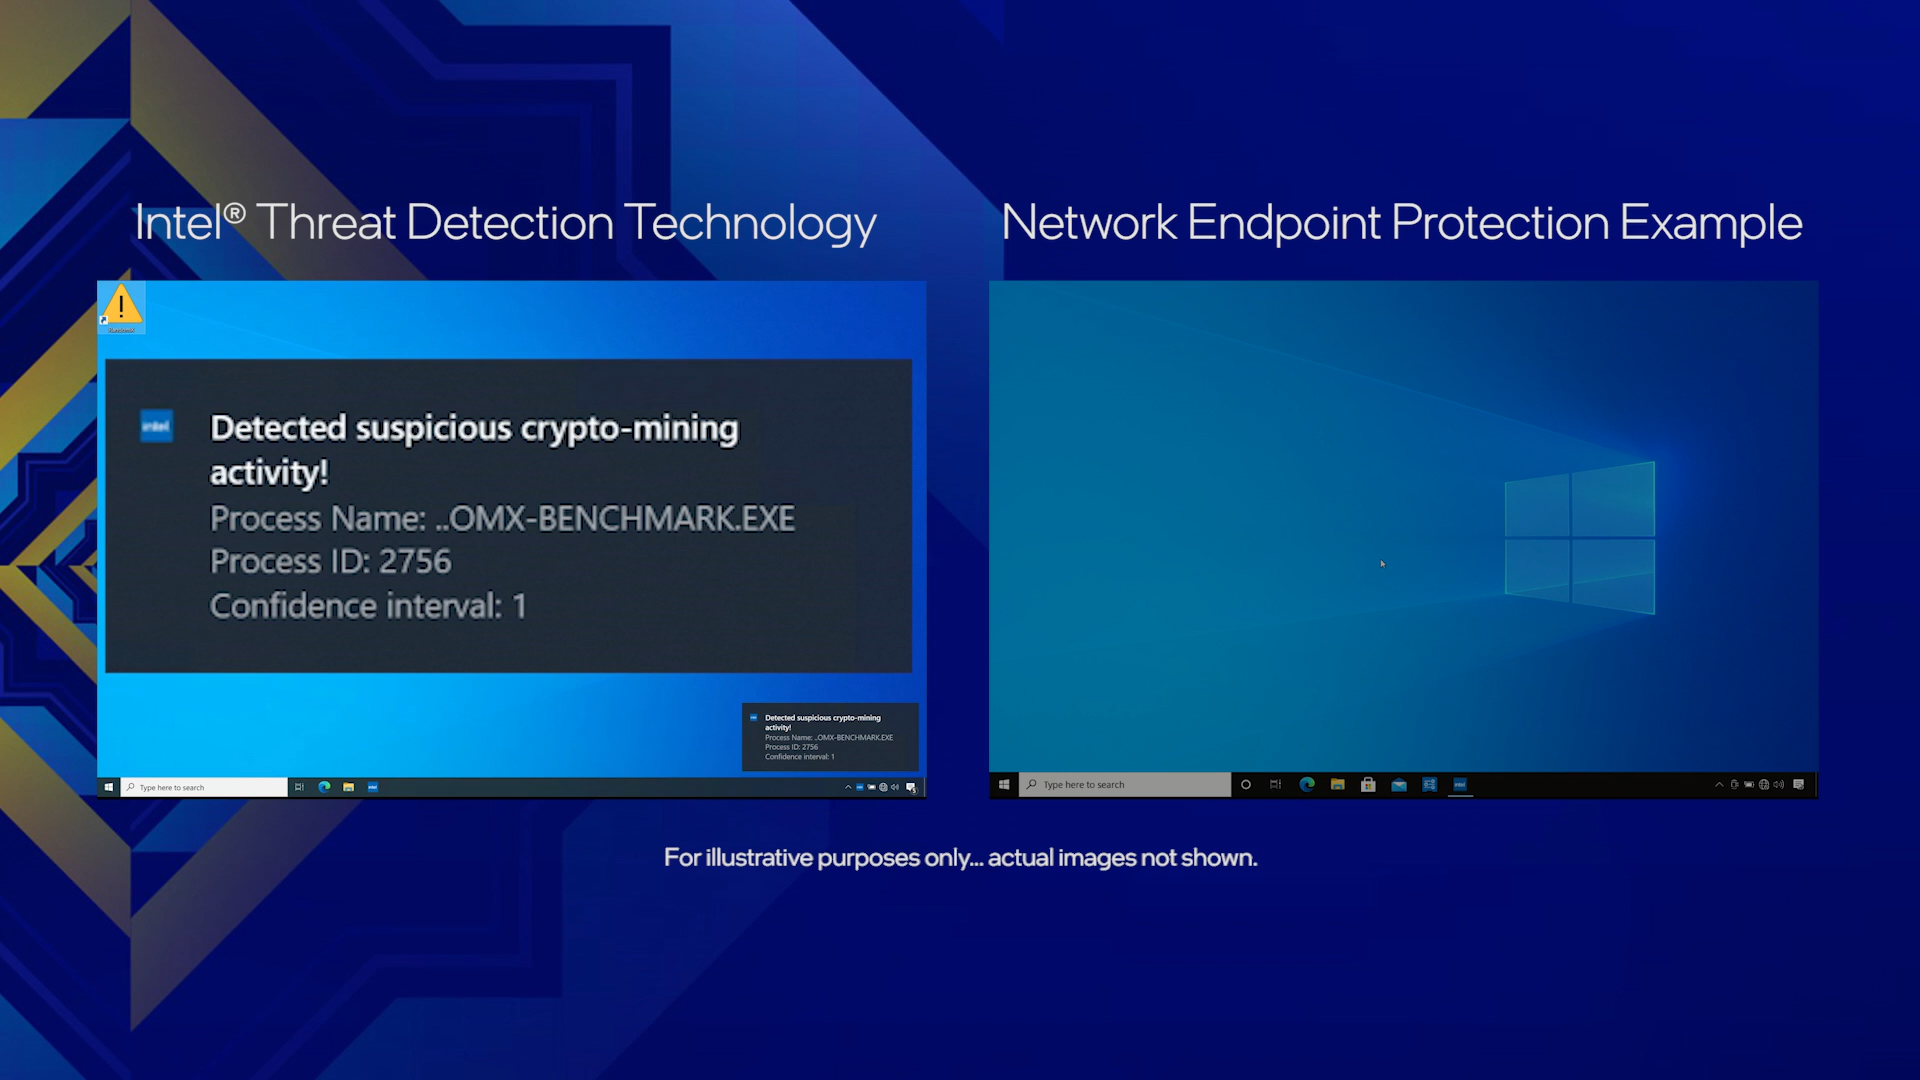 Intel® Threat Detection Technology
Network Endpoint Protection Example
intel
Detected suspicious crypto-mining
activity!
Process Name: ..OMX-BENCHMARK.EXE
Process ID: 2756
Confidence interval: 1
Detected suspicious crypto-mining
activity!
Process Name: ..OMX-BENCHMARK.EXE
Process ID: 2756
Confidence interval: 1
Type here to search
Type here to search
For illustrative purposes only... actual images not shown.